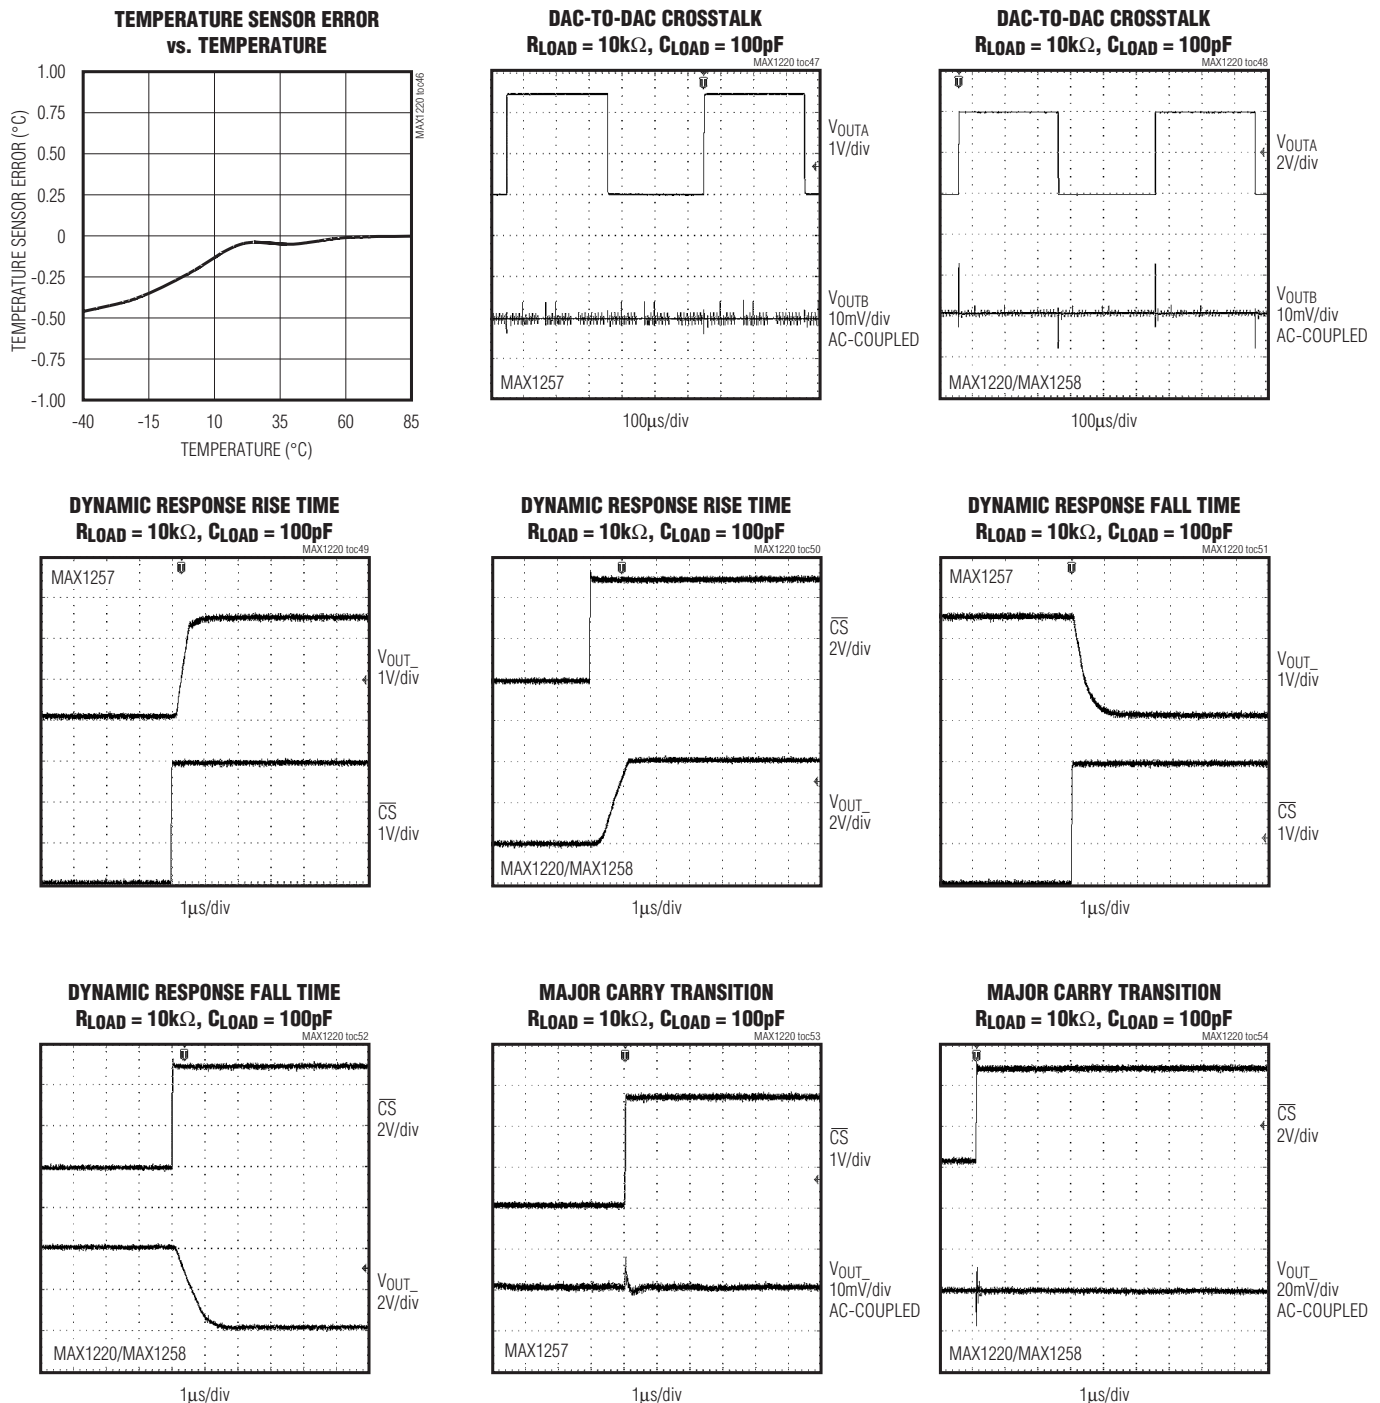 TEMPERATURE SENSOR ERROR
vs. TEMPERATURE
MAX1220 toc46
TEMPERATURE SENSOR ERROR (°C)
1.00
0.75
0.50
0.25
0
-0.25
-0.50
-0.75
-1.00
-40 -15 10 35 60 85
TEMPERATURE (°C)
DAC-TO-DAC CROSSTALK
RLOAD = 10kΩ, CLOAD = 100pF
MAX1220 toc47
VOUTA
1V/div
VOUTB
10mV/div
AC-COUPLED
MAX1257
100μs/div
DAC-TO-DAC CROSSTALK
RLOAD = 10kΩ, CLOAD = 100pF
MAX1220 toc48
VOUTA
2V/div
VOUTB
10mV/div
AC-COUPLED
MAX1220/MAX1258
100μs/div
DYNAMIC RESPONSE RISE TIME
RLOAD = 10kΩ, CLOAD = 100pF
MAX1220 toc49
MAX1257
VOUT_
1V/div
CS
1V/div
1μs/div
DYNAMIC RESPONSE RISE TIME
RLOAD = 10kΩ, CLOAD = 100pF
MAX1220 toc50
CS
2V/div
VOUT_
2V/div
MAX1220/MAX1258
1μs/div
DYNAMIC RESPONSE FALL TIME
RLOAD = 10kΩ, CLOAD = 100pF
MAX1220 toc51
MAX1257
VOUT_
1V/div
CS
1V/div
1μs/div
DYNAMIC RESPONSE FALL TIME
RLOAD = 10kΩ, CLOAD = 100pF
MAX1220 toc52
CS
2V/div
VOUT_
2V/div
MAX1220/MAX1258
1μs/div
MAJOR CARRY TRANSITION
RLOAD = 10kΩ, CLOAD = 100pF
MAX1220 toc53
CS
1V/div
VOUT_
10mV/div
AC-COUPLED
MAX1257
1μs/div
MAJOR CARRY TRANSITION
RLOAD = 10kΩ, CLOAD = 100pF
MAX1220 toc54
CS
2V/div
VOUT_
20mV/div
AC-COUPLED
MAX1220/MAX1258
1μs/div